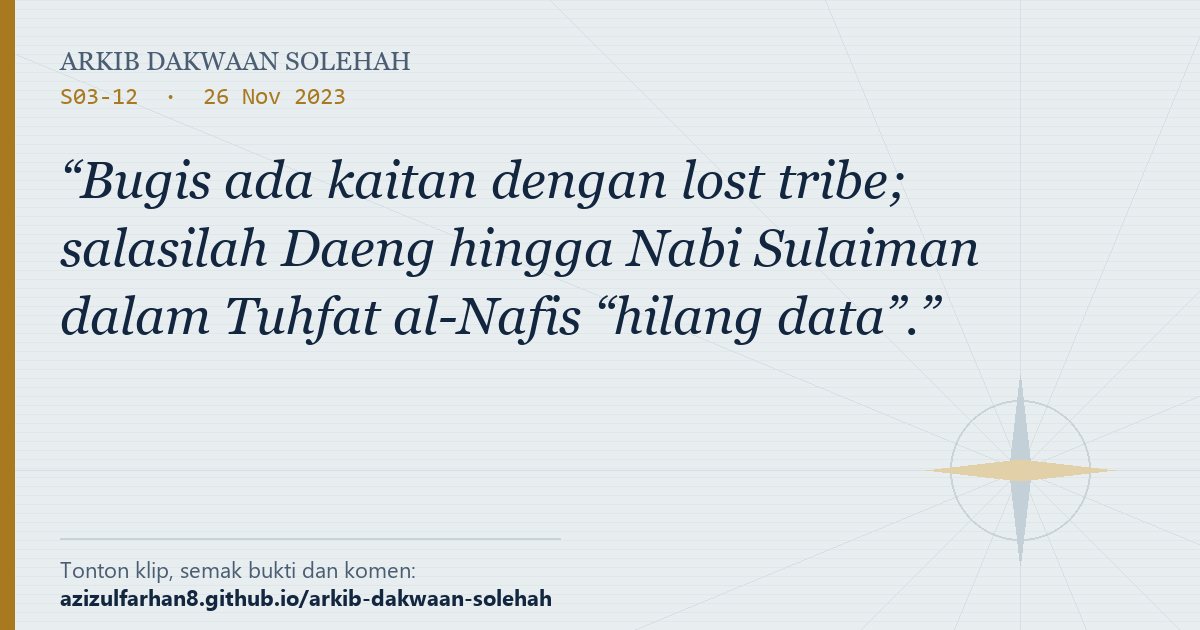 ARKIB DAKWAAN SOLEHAH
S03-12 · 26 Nov 2023
“Bugis ada kaitan dengan lost tribe;
salasilah Daeng hingga Nabi Sulaiman
dalam Tuhfat al-Nafis “hilang data”.”
Tonton klip, semak bukti dan komen:
azizulfarhan8.github.io/arkib-dakwaan-solehah